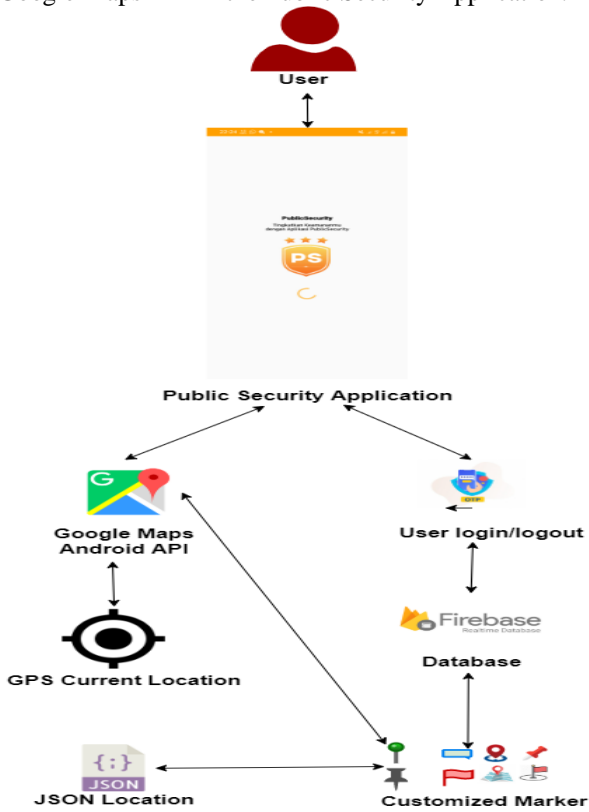 User
PublicSecurity
Tingkatkan Keamananmu
dengan Aplikasi PublicSecurity
PS
Public Security Application
G
Google Maps
Android API
OTP
User login/logout
Firebase
Realtime Database
Database
GPS Current Location
{;}
JSON
JSON Location
Customized Marker